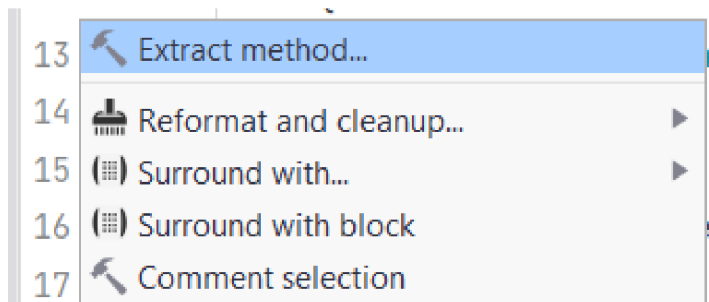 13 Extract method...
14 Reformat and cleanup...
15 Surround with...
16 Surround with block
17 Comment selection